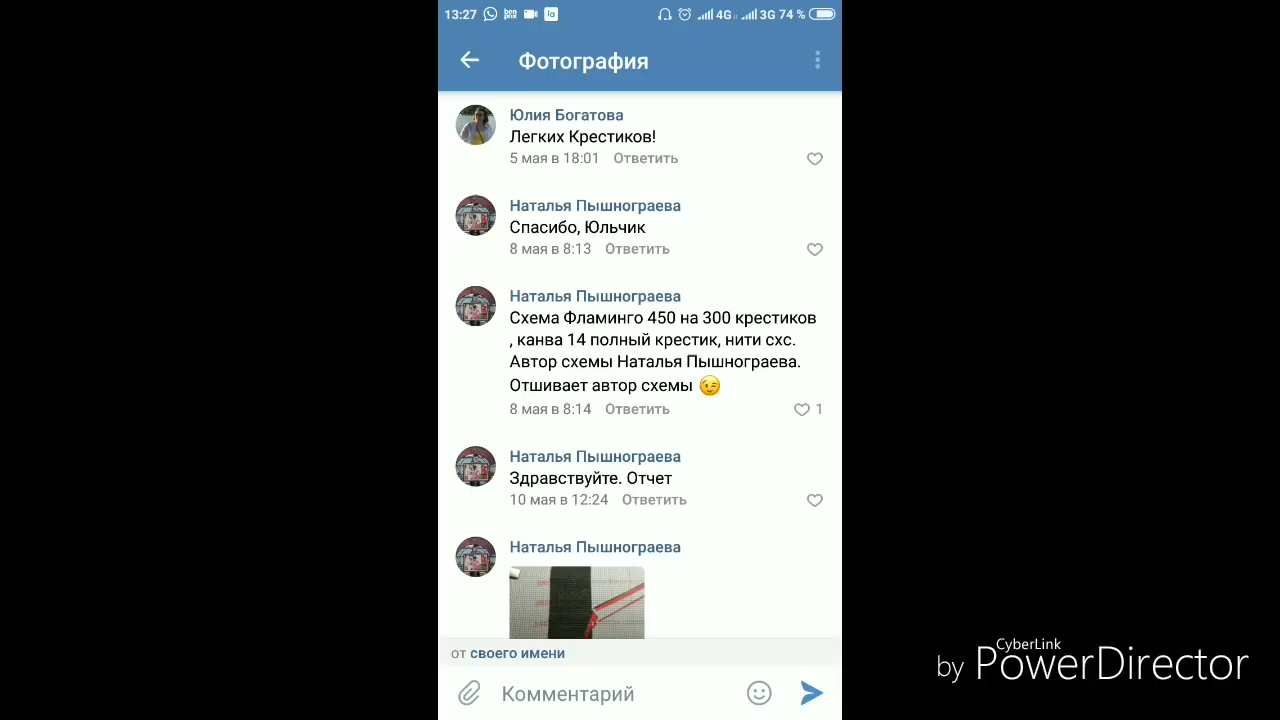 13:27 4G 3G 74 %
Фотография
Юлия Богатова
Легких Крестиков!
5 мая в 18:01 Ответить
Наталья Пышнограева
Спасибо, Юльчик
8 мая в 8:13 Ответить
Наталья Пышнограева
Схема Фламинго 450 на 300 крестиков
, канва 14 полный крестик, нити схс.
Автор схемы Наталья Пышнограева.
Отшивает автор схемы 😉
8 мая в 8:14 Ответить 1
Наталья Пышнограева
Здравствуйте. Отчет
10 мая в 12:24 Ответить
Наталья Пышнограева
от своего имени
Комментарий
CyberLink
by PowerDirector